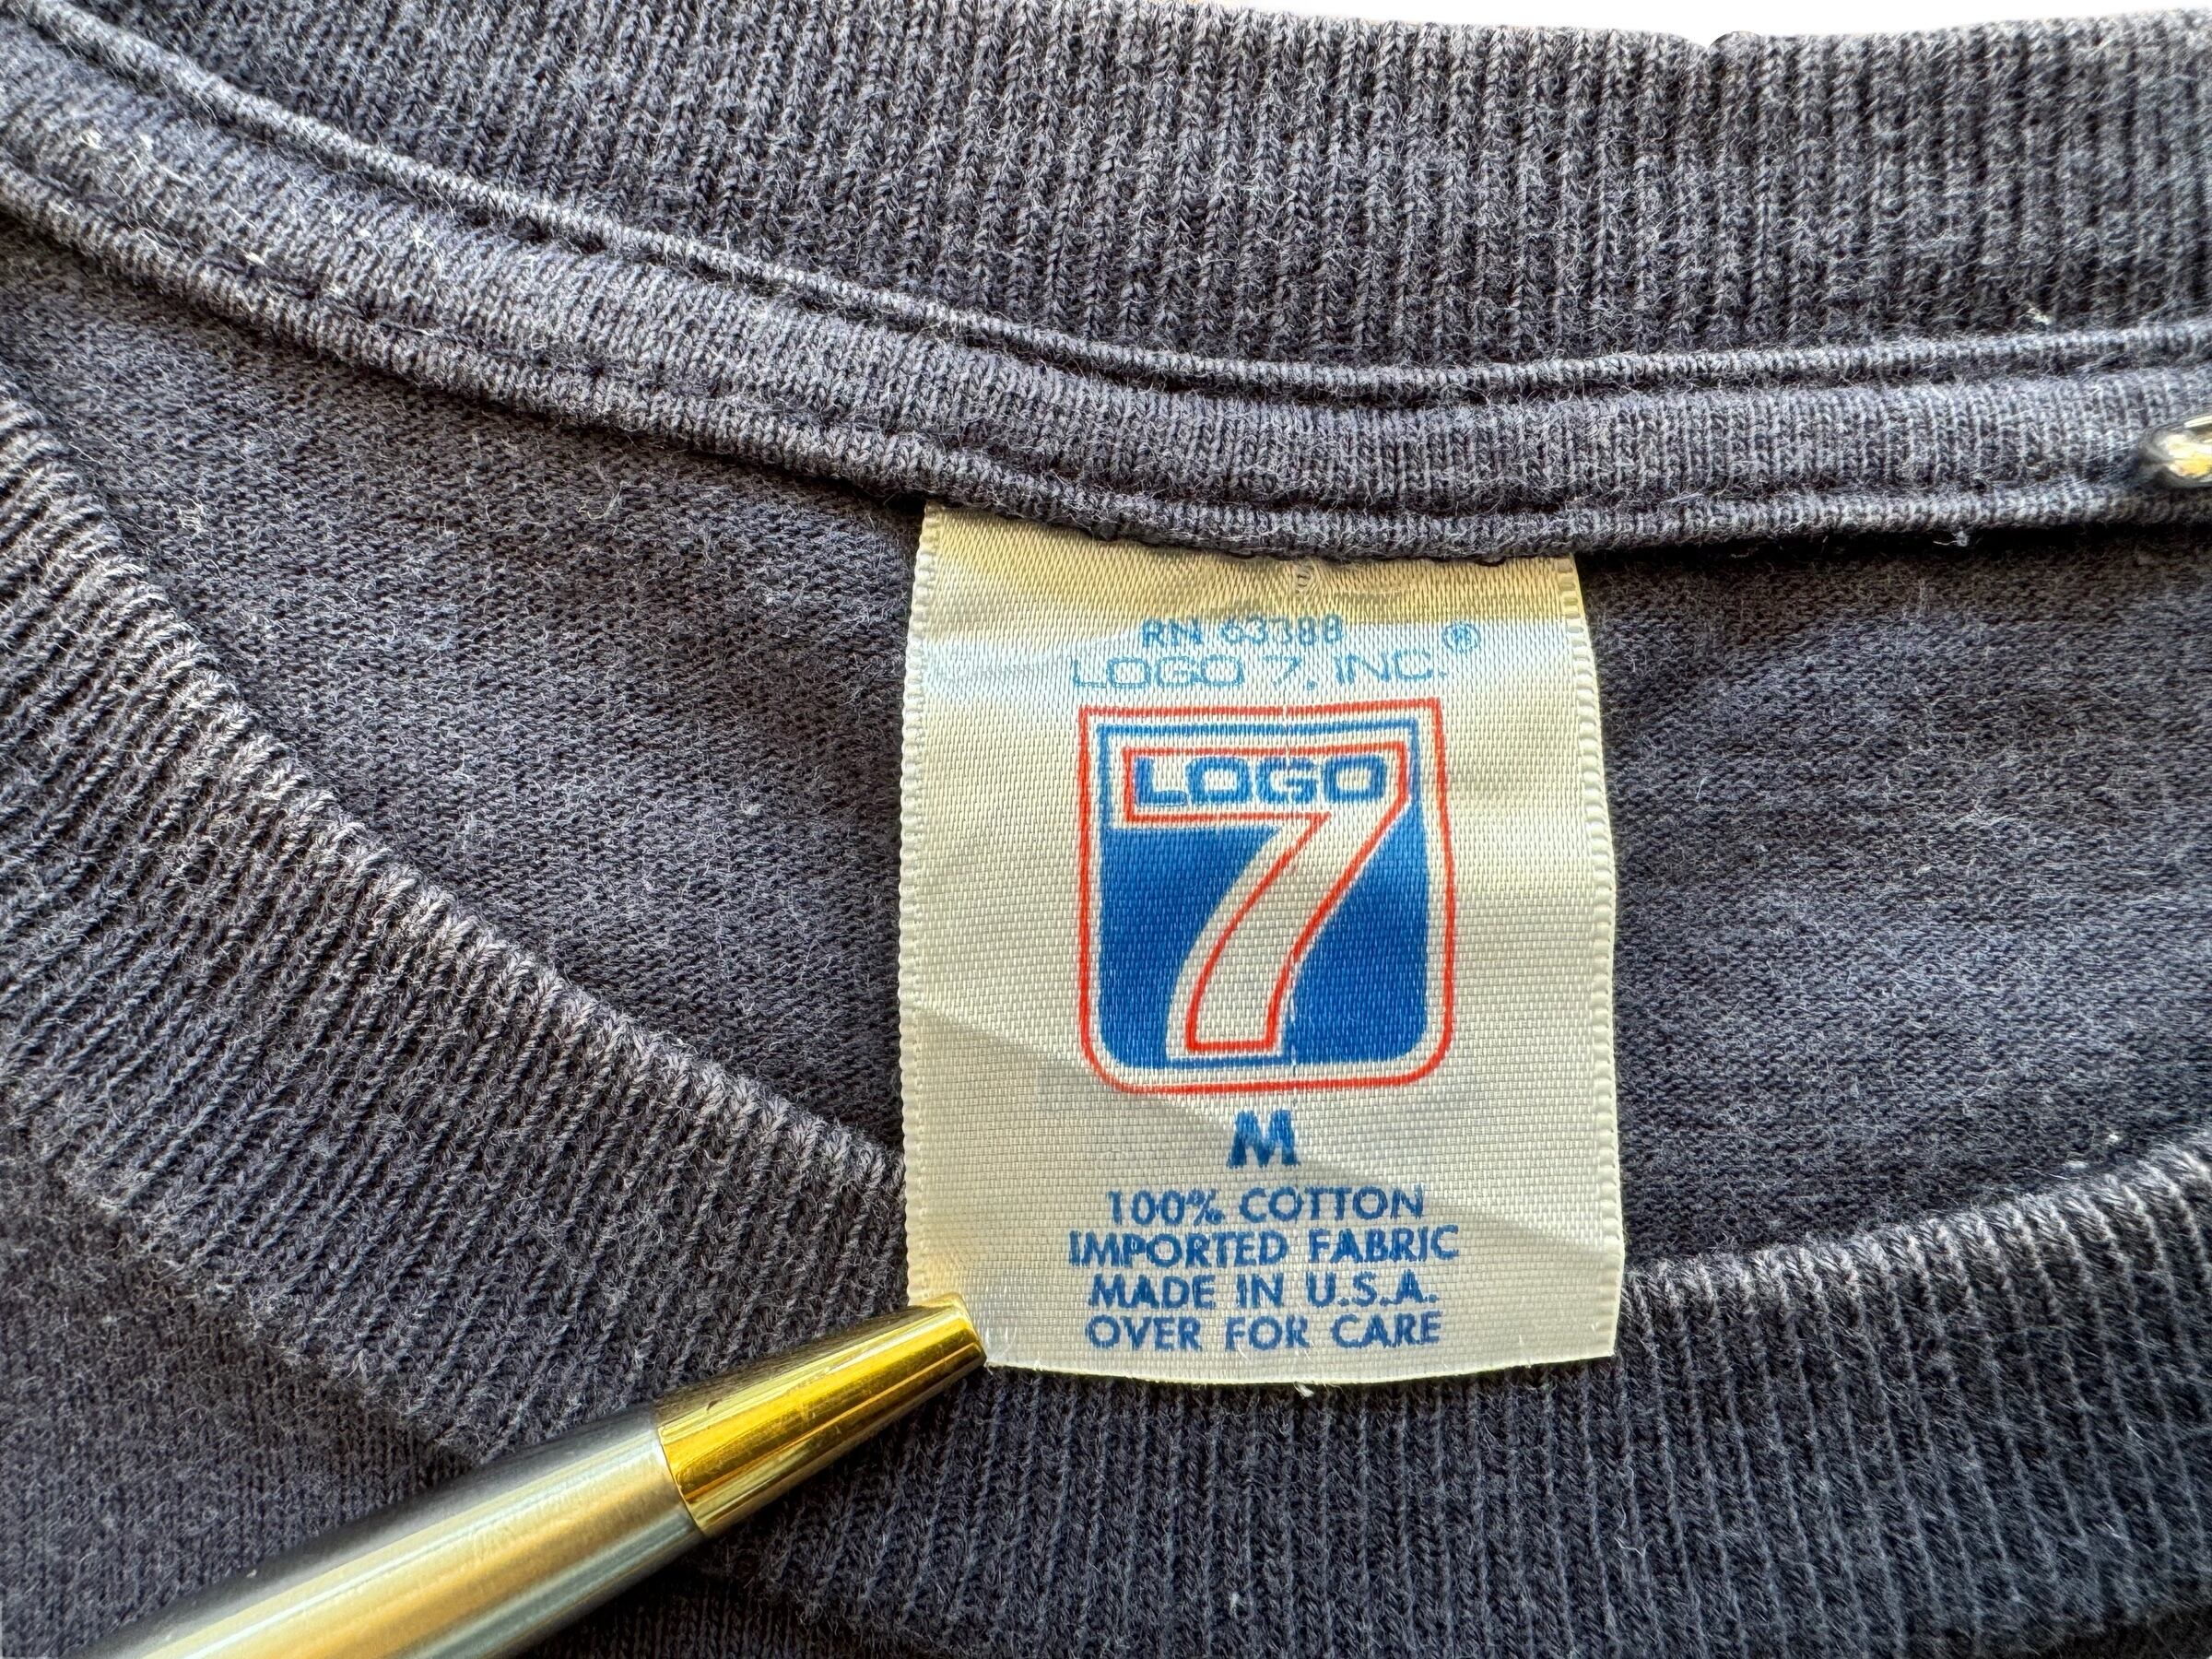 RN 63388
LOGO 7, INC.®
LOGO
7
M
100% COTTON
IMPORTED FABRIC
MADE IN U.S.A.
OVER FOR CARE